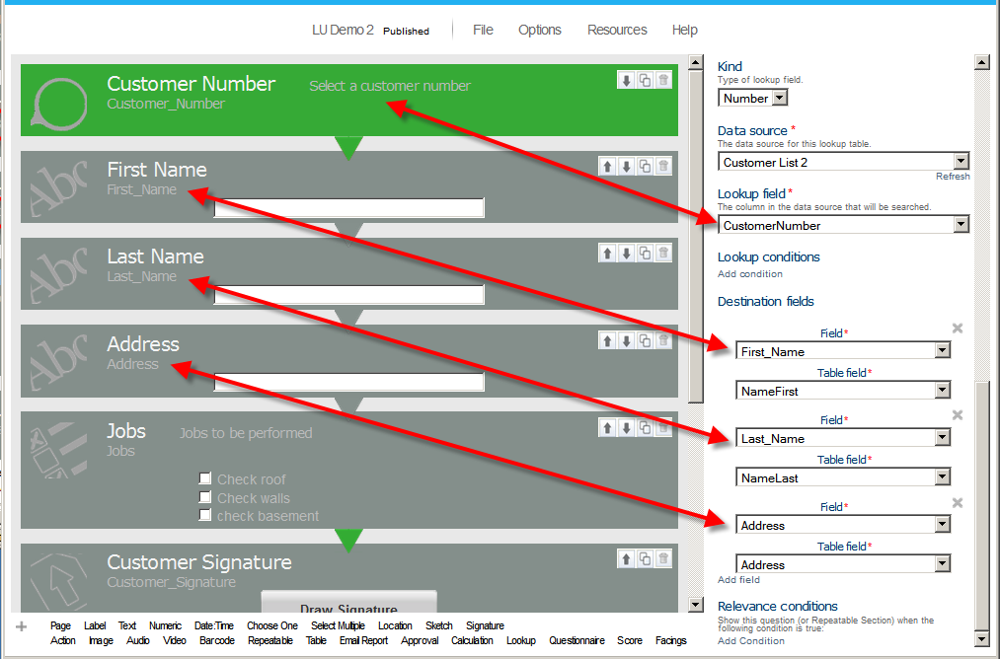 LU Demo 2 Published File Options Resources Help
Customer Number Select a customer number
Customer_Number
Abc First Name
First_Name
Abc Last Name
Last_Name
Abc Address
Address
Jobs Jobs to be performed
Jobs
Check roof
Check walls
check basement
Customer Signature
Customer_Signature
Draw Signature
Kind
Type of lookup field.
Number
Data source *
The data source for this lookup table.
Customer List 2
Refresh
Lookup field *
The column in the data source that will be searched.
CustomerNumber
Lookup conditions
Add condition
Destination fields
Field*
First_Name
Table field*
NameFirst
Field*
Last_Name
Table field*
NameLast
Field*
Address
Table field*
Address
Add field
Relevance conditions
Show this question (or Repeatable Section) when the
following condition is true:
Add Condition
Page Label Text Numeric Date:Time Choose One Select Multiple Location Sketch Signature
Action Image Audio Video Barcode Repeatable Table Email Report Approval Calculation Lookup Questionnaire Score Facings